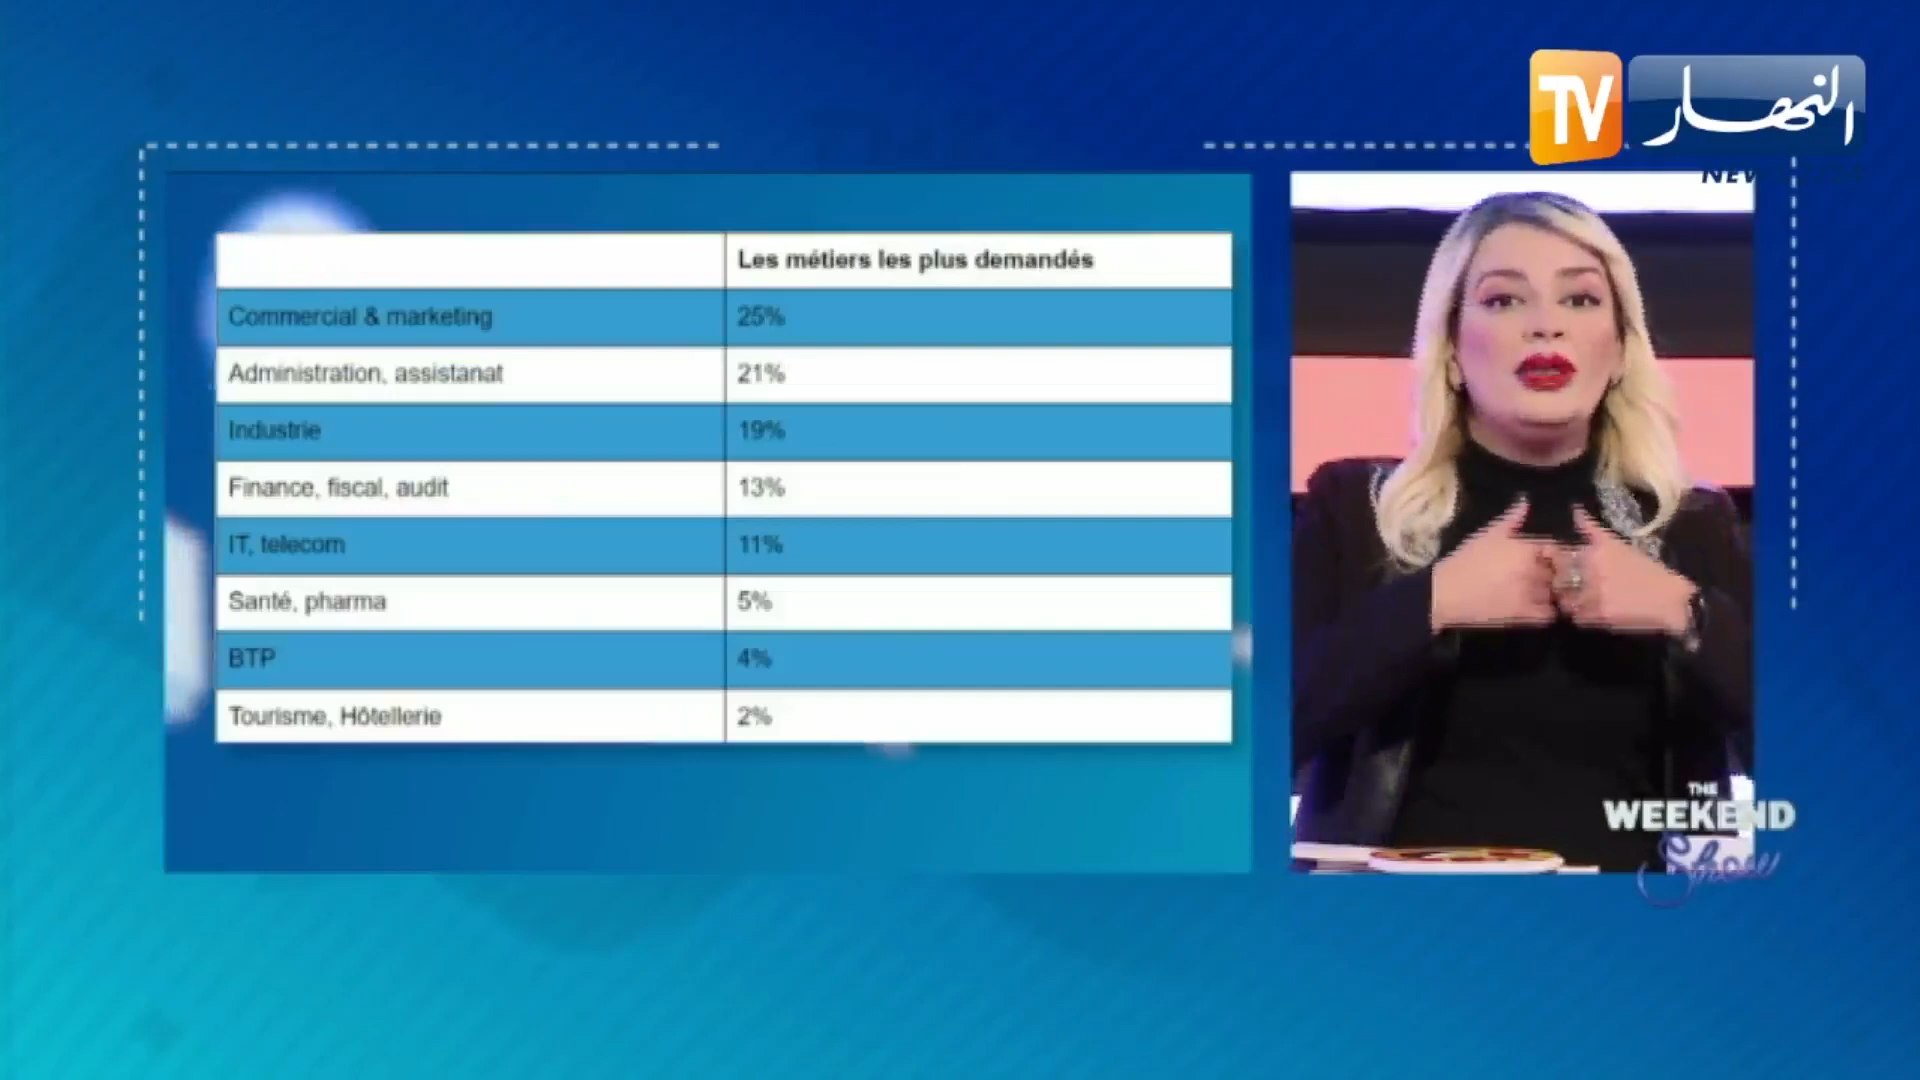 TV النهار
NEW
Les métiers les plus demandés
Commercial & marketing 25%
Administration, assistanat 21%
Industrie 19%
Finance, fiscal, audit 13%
IT, telecom 11%
Santé, pharma 5%
BTP 4%
Tourisme, Hôtellerie 2%
THE
WEEKEND
Show